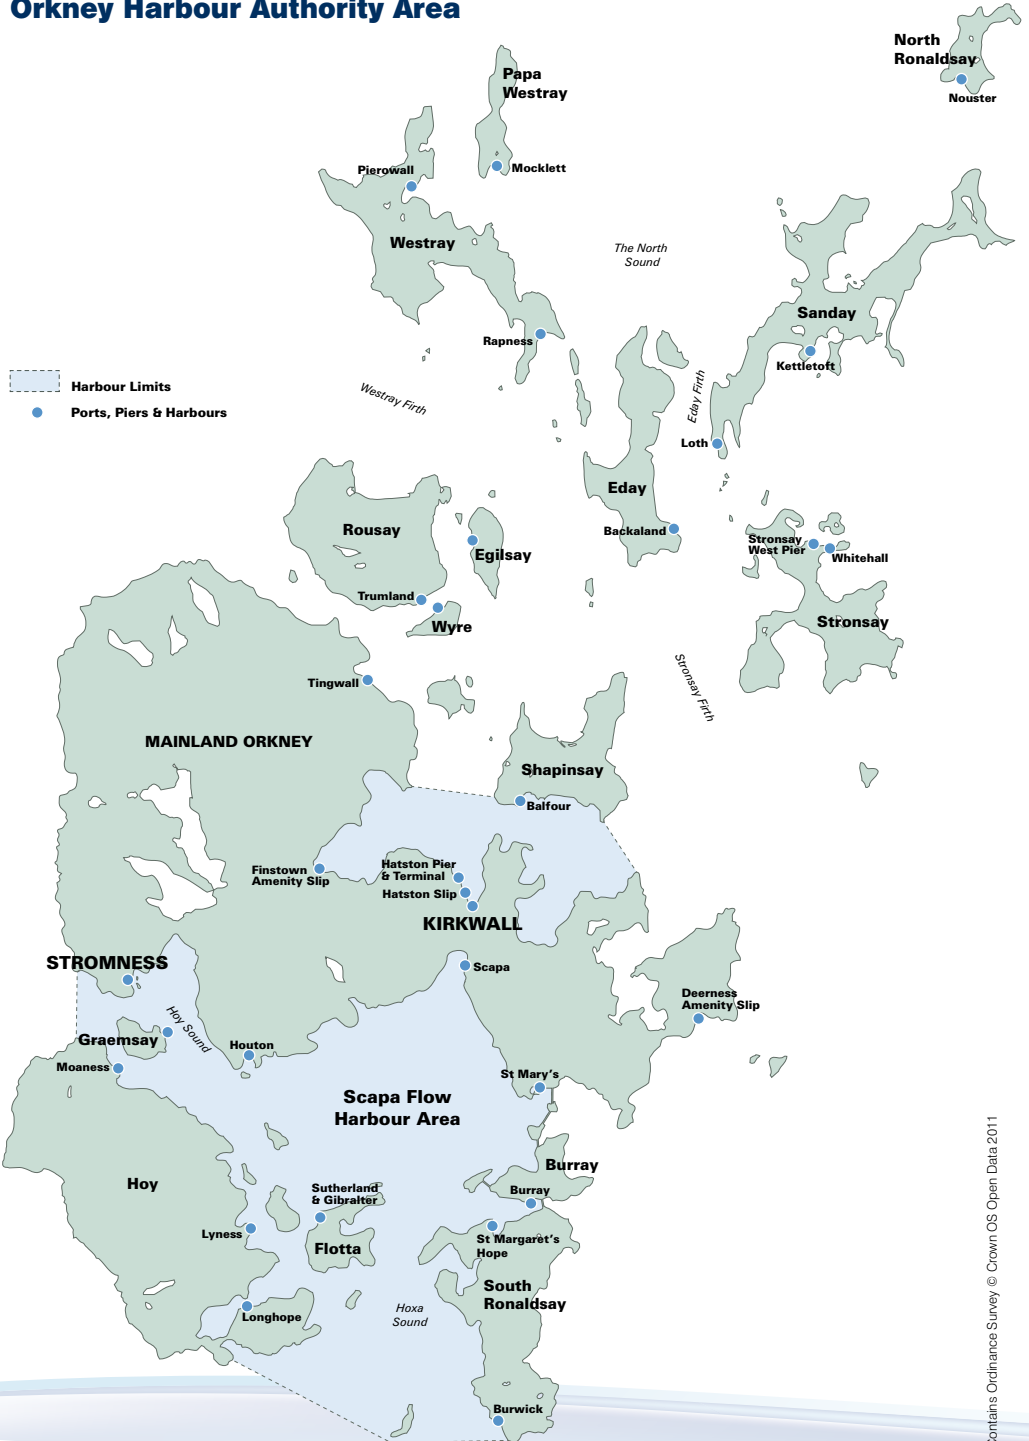 Orkney Harbour Authority Area
North
Ronaldsay
Nouster
Papa
Westray
Mocklett
Pierowall
Westray
The North
Sound
Sanday
Rapness
Kettletoft
Harbour Limits
Westray Firth
Eday Firth
Ports, Piers & Harbours
Loth
Eday
Rousay
Backaland
Stronsay
West Pier
Whitehall
Egilsay
Trumland
Wyre
Stronsay
Tingwall
Stronsay Firth
MAINLAND ORKNEY
Shapinsay
Balfour
Finstown
Amenity Slip
Hatston Pier
& Terminal
Hatston Slip
KIRKWALL
STROMNESS
Scapa
Deerness
Amenity Slip
Hoy Sound
Graemsay
Houton
Moaness
St Mary's
Scapa Flow
Harbour Area
Burray
Hoy
Sutherland
& Gibralter
Burray
Lyness
Flotta
St Margaret's
Hope
South
Ronaldsay
Hoxa
Sound
Longhope
Burwick
ontains Ordinance Survey © Crown OS Open Data 2011